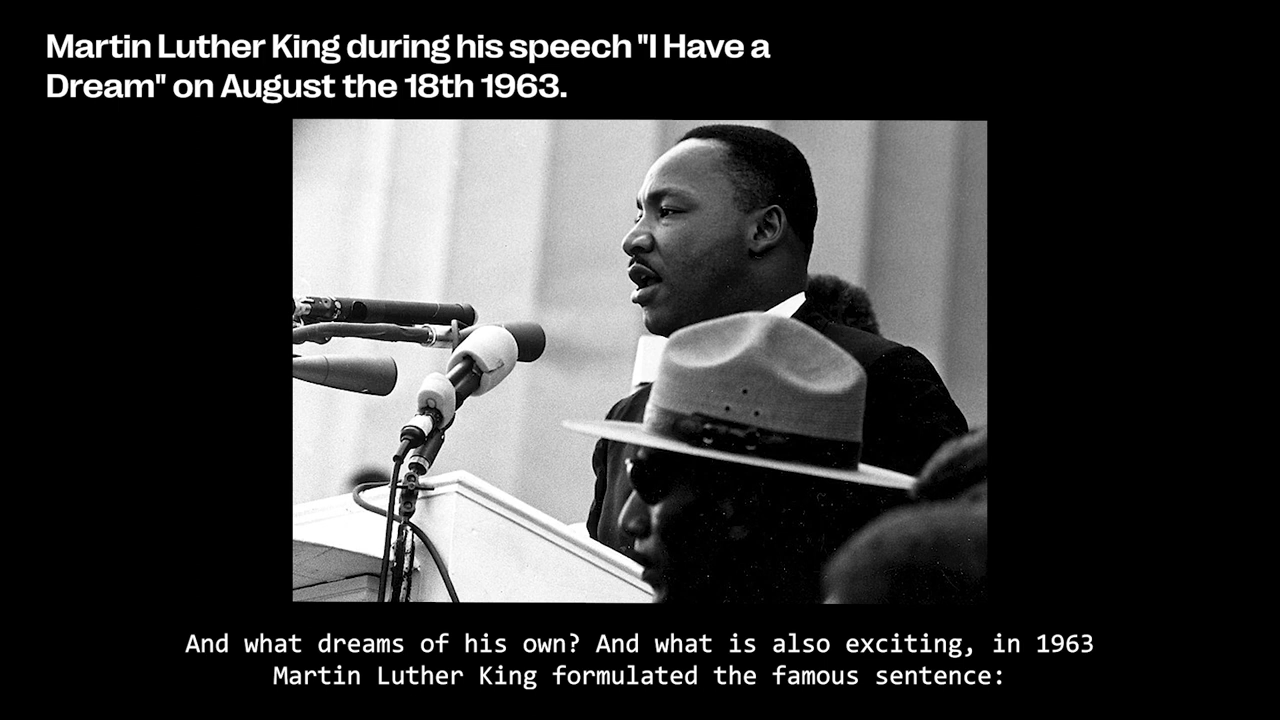 Martin Luther King during his speech "I Have a
Dream" on August the 18th 1963.
And what dreams of his own? And what is also exciting, in 1963
Martin Luther King formulated the famous sentence: